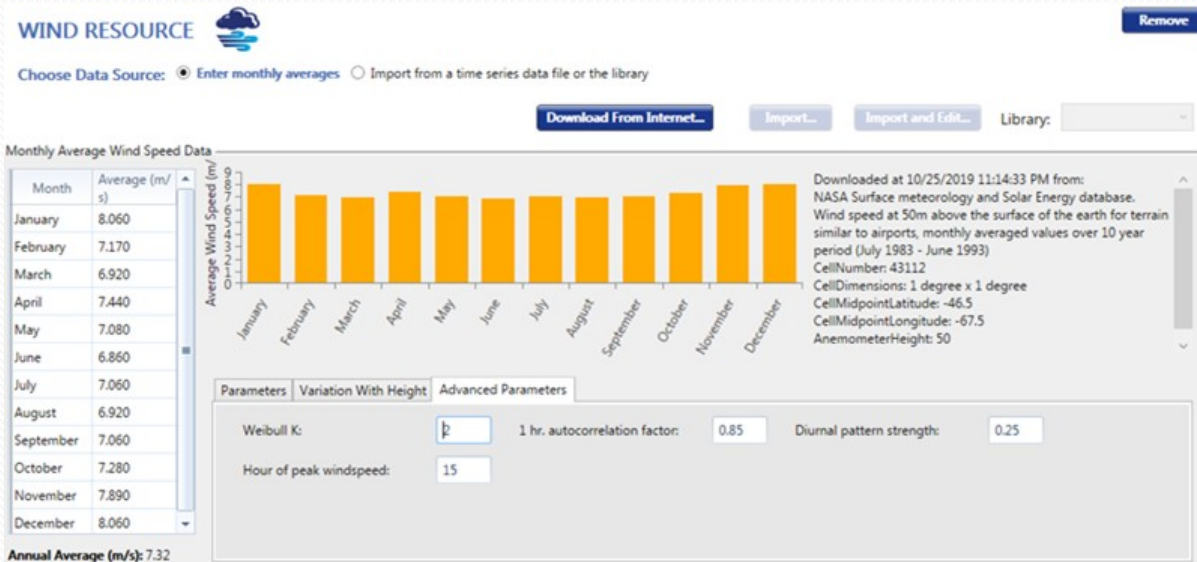 WIND RESOURCE
Remove
Choose Data Source: Enter monthly averages Import from a time series data file or the library
Download From Internet... Import... Import and Edit... Library:
Monthly Average Wind Speed Data
Month Average (m/
s)
January 8.060
February 7.170
March 6.920
April 7.440
May 7.080
June 6.860
July 7.060
August 6.920
September 7.060
October 7.280
November 7.890
December 8.060
Annual Average (m/s): 7.32
Average Wind Speed (m/
9
8
7
6
5
4
3
2
1
0
January February March April May June July August September October November December
Downloaded at 10/25/2019 11:14:33 PM from:
NASA Surface meteorology and Solar Energy database.
Wind speed at 50m above the surface of the earth for terrain
similar to airports, monthly averaged values over 10 year
period (July 1983 - June 1993)
CellNumber: 43112
CellDimensions: 1 degree x 1 degree
CellMidpointLatitude: -46.5
CellMidpointLongitude: -67.5
AnemometerHeight: 50
Parameters Variation With Height Advanced Parameters
Weibull K: 2 1 hr. autocorrelation factor: 0.85 Diurnal pattern strength: 0.25
Hour of peak windspeed: 15